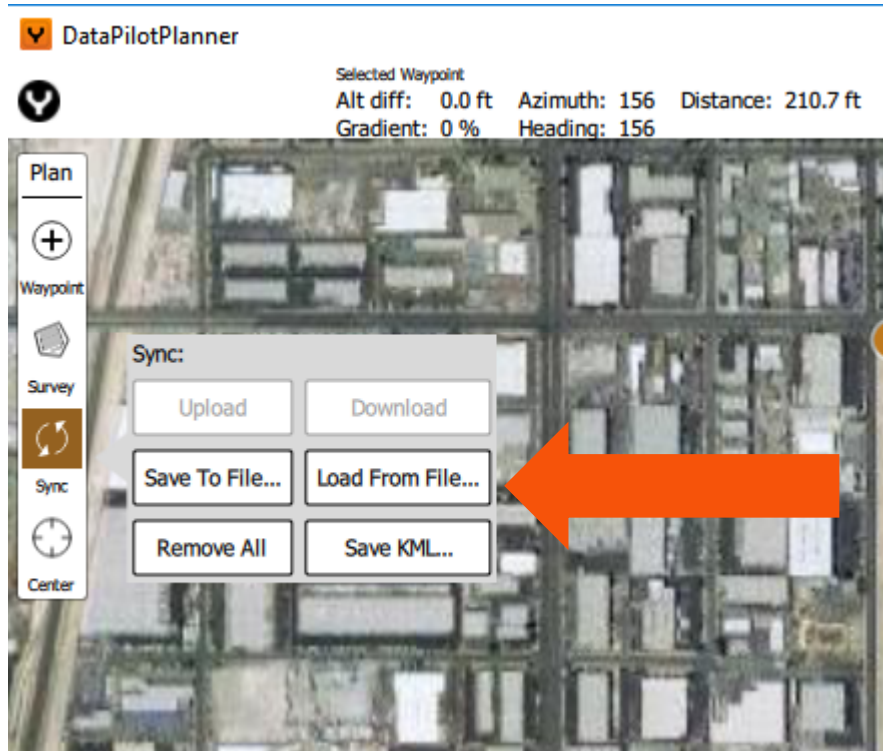 DataPilotPlanner
Selected Waypoint
Alt diff: 0.0 ft Azimuth: 156 Distance: 210.7 ft
Gradient: 0 % Heading: 156
Plan
Waypoint
Survey
Sync
Center
Sync:
Upload Download
Save To File... Load From File...
Remove All Save KML...